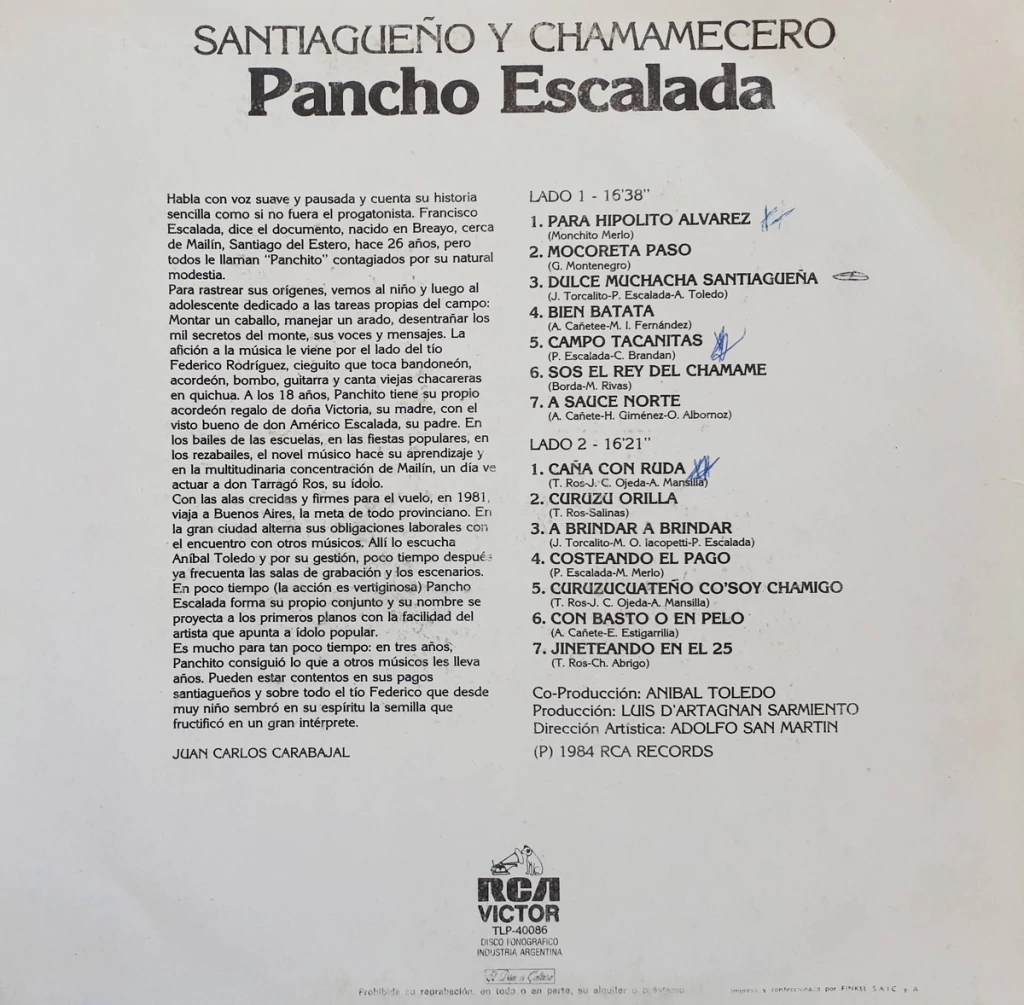 SANTIAGUEÑO Y CHAMAMECERO
Pancho Escalada
Habla con voz suave y pausada y cuenta su historia
sencilla como si no fuera el progatonista. Francisco
Escalada, dice el documento, nacido en Breayo, cerca
de Mailín, Santiago del Estero, hace 26 años, pero
todos le llaman "Panchito" contagiados por su natural
modestia.
Para rastrear sus orígenes, vemos al niño y luego al
adolescente dedicado a las tareas propias del campo:
Montar un caballo, manejar un arado, desentrañar los
mil secretos del monte, sus voces y mensajes. La
afición a la música le viene por el lado del tío
Federico Rodríguez, cieguito que toca bandoneón,
acordeón, bombo, guitarra y canta viejas chacareras
en quichua. A los 18 años, Panchito tiene su propio
acordeón regalo de doña Victoria, su madre, con el
visto bueno de don Américo Escalada, su padre. En
los bailes de las escuelas, en las fiestas populares, en
los rezabailes, el novel músico hace su aprendizaje y
en la multitudinaria concentración de Mailín, un día ve
actuar a don Tarragó Ros, su ídolo.
Con las alas crecidas y firmes para el vuelo, en 1981,
viaja a Buenos Aires, la meta de todo provinciano. En
la gran ciudad alterna sus obligaciones laborales con
el encuentro con otros músicos. Allí lo escucha
Aníbal Toledo y por su gestión, poco tiempo después
ya frecuenta las salas de grabación y los escenarios.
En poco tiempo (la acción es vertiginosa) Pancho
Escalada forma su propio conjunto y su nombre se
proyecta a los primeros planos con la facilidad del
artista que apunta a ídolo popular.
Es mucho para tan poco tiempo: en tres años,
Panchito consiguió lo que a otros músicos les lleva
años. Pueden estar contentos en sus pagos
santiagueños y sobre todo el tío Federico que desde
muy niño sembró en su espíritu la semilla que
fructificó en un gran intérprete.
JUAN CARLOS CARABAJAL
LADO 1 - 16'38"
1. PARA HIPOLITO ALVAREZ
(Monchito Merlo)
2. MOCORETA PASO
(G. Montenegro)
3. DULCE MUCHACHA SANTIAGUEÑA
(J. Torcalito-P. Escalada-A. Toledo)
4. BIEN BATATA
(A. Cañetee-M. I. Fernández)
5. CAMPO TACANITAS
(P. Escalada-C. Brandan)
6. SOS EL REY DEL CHAMAME
(Borda-M. Rivas)
7. A SAUCE NORTE
(A. Cañete-H. Giménez-O. Albornoz)
LADO 2 - 16'21"
1. CAÑA CON RUDA
(T. Ros-J. C. Ojeda-A. Mansilla)
2. CURUZU ORILLA
(T. Ros-Salinas)
3. A BRINDAR A BRINDAR
(J. Torcalito-M. O. Iacopetti-P. Escalada)
4. COSTEANDO EL PAGO
(P. Escalada-M. Merlo)
5. CURUZUCUATEÑO CO'SOY CHAMIGO
(T. Ros-J. C. Ojeda-A. Mansilla)
6. CON BASTO O EN PELO
(A. Cañete-E. Estigarrilia)
7. JINETEANDO EN EL 25
(T. Ros-Ch. Abrigo)
Co-Producción: ANIBAL TOLEDO
Producción: LUIS D'ARTAGNAN SARMIENTO
Dirección Artística: ADOLFO SAN MARTIN
(P) 1984 RCA RECORDS
RCA
VICTOR
TLP-40086
DISCO FONOGRAFICO
INDUSTRIA ARGENTINA
Prohibida su reprobación, en todo o en parte, su alquiler o préstamo
Impreso y confeccionado por FINKEL S.A.I.C. y A